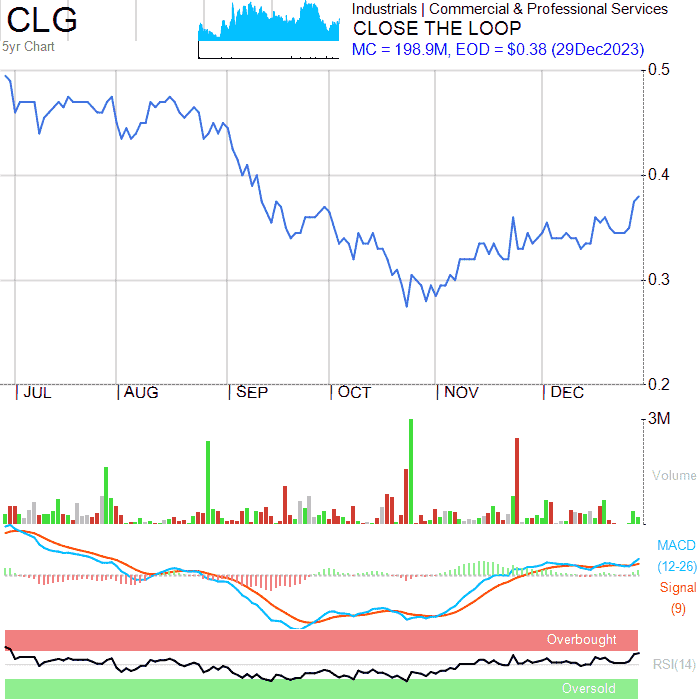 CLG
5yr Chart
Industrials | Commercial & Professional Services
CLOSE THE LOOP
MC = 198.9M, EOD = $0.38 (29Dec2023)
0.5
0.4
0.3
0.2
JUL
AUG
SEP
OCT
NOV
DEC
3M
Volume
MACD
(12-26)
Signal
(9)
Overbought
RSI(14)
Oversold